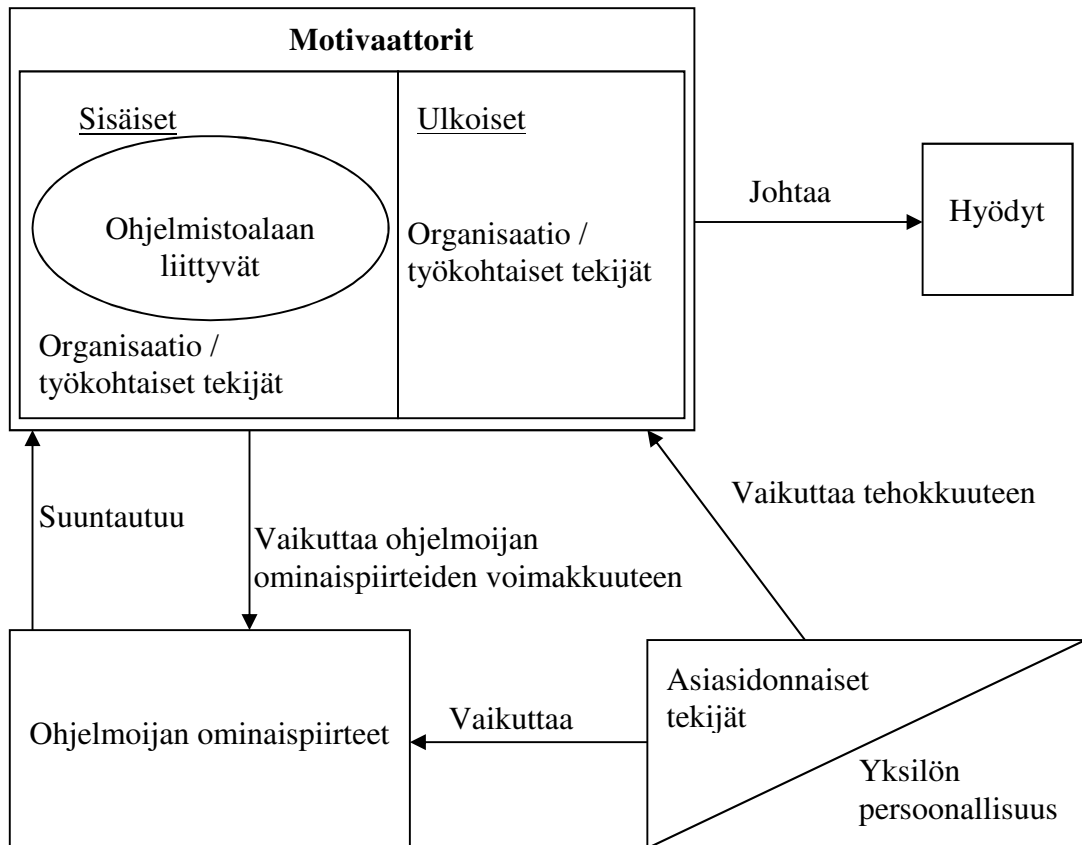 Motivaattorit
Sisäiset
Ohjelmistoalaan
liittyvät
Organisaatio /
työkohtaiset tekijät
Ulkoiset
Organisaatio /
työkohtaiset tekijät
Johtaa
Hyödyt
Suuntautuu
Vaikuttaa ohjelmoijan
ominaispiirteiden voimakkuuteen
Vaikuttaa tehokkuuteen
Ohjelmoijan ominaispiirteet
Vaikuttaa
Asiasidonnaiset
tekijät
Yksilön
persoonallisuus